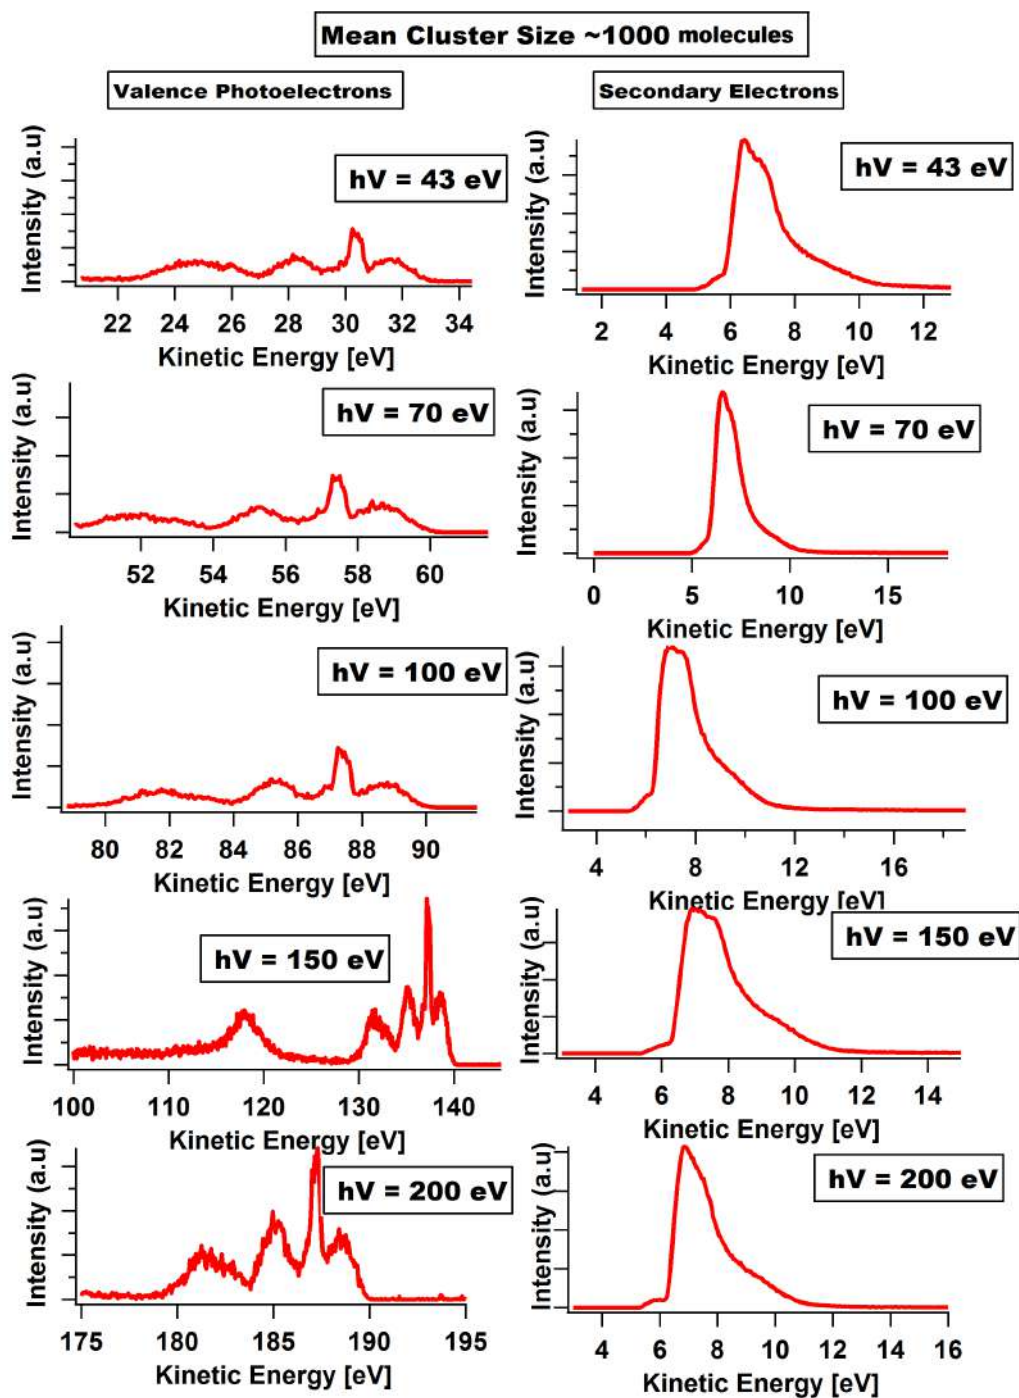 Mean Cluster Size ~1000 molecules
Valence Photoelectrons
Secondary Electrons
Intensity (a.u)
hV = 43 eV
22 24 26 28 30 32 34
Kinetic Energy [eV]
Intensity (a.u)
hV = 43 eV
2 4 6 8 10 12
Kinetic Energy [eV]
Intensity (a.u)
hV = 70 eV
52 54 56 58 60
Kinetic Energy [eV]
Intensity (a.u)
hV = 70 eV
0 5 10 15
Kinetic Energy [eV]
Intensity (a.u)
hV = 100 eV
80 82 84 86 88 90
Kinetic Energy [eV]
Intensity (a.u)
hV = 100 eV
4 8 12 16
Kinetic Energy [eV]
Intensity (a.u)
hV = 150 eV
100 110 120 130 140
Kinetic Energy [eV]
Intensity (a.u)
hV = 150 eV
4 6 8 10 12 14
Kinetic Energy [eV]
Intensity (a.u)
hV = 200 eV
175 180 185 190 195
Kinetic Energy [eV]
Intensity (a.u)
hV = 200 eV
4 6 8 10 12 14 16
Kinetic Energy [eV]